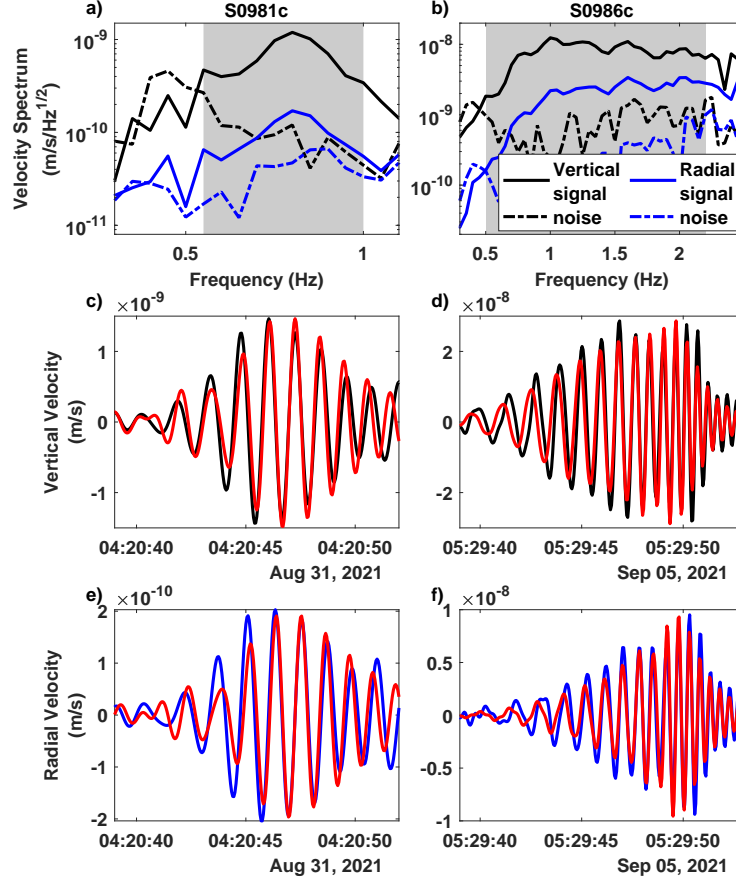 a) S0981c
b) S0986c
Velocity Spectrum
(m/s/Hz1/2)
10-9
10-10
10-11
0.5 1
Frequency (Hz)
10-8
10-9
10-10
0.5 1 1.5 2
Frequency (Hz)
Vertical
signal
noise
Radial
signal
noise
c) ×10-9
Vertical Velocity
(m/s)
1
0
-1
04:20:40 04:20:45 04:20:50
Aug 31, 2021
d) ×10-8
2
0
-2
05:29:40 05:29:45 05:29:50
Sep 05, 2021
e) ×10-10
Radial Velocity
(m/s)
2
1
0
-1
-2
04:20:40 04:20:45 04:20:50
Aug 31, 2021
f) ×10-8
1
0.5
0
-0.5
-1
05:29:40 05:29:45 05:29:50
Sep 05, 2021